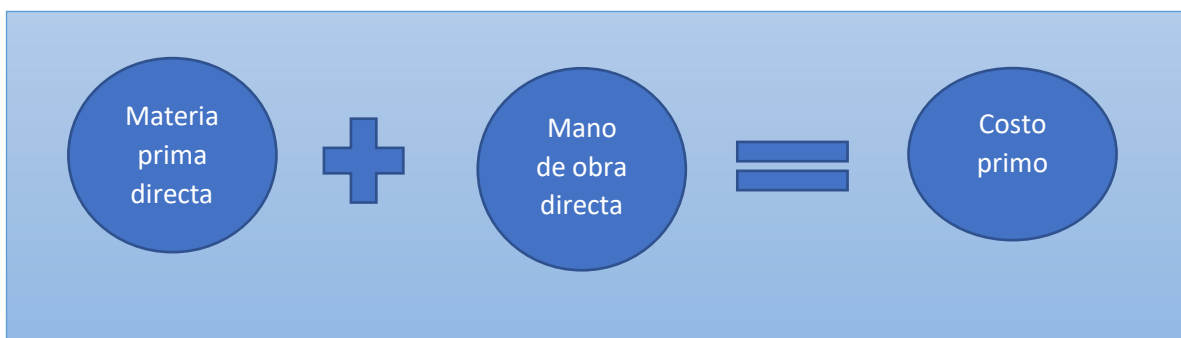 Materia
prima
directa
Mano
de obra
directa
Costo
primo